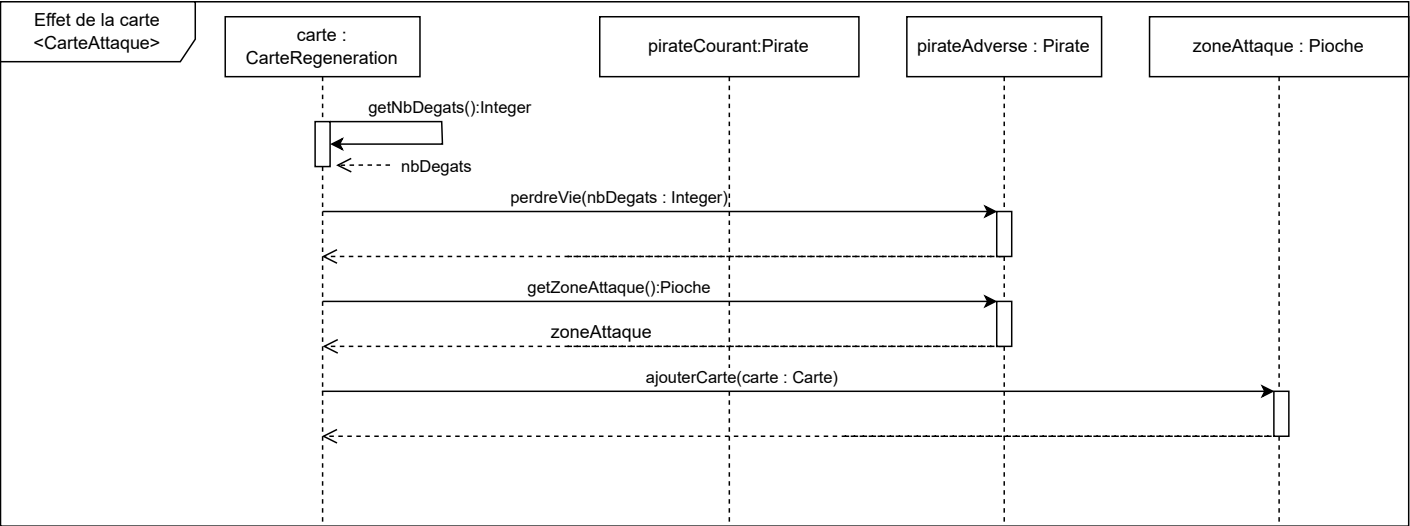 Effet de la carte
<CarteAttaque>
carte :
CarteRegeneration
pirateCourant:Pirate
pirateAdverse : Pirate
zoneAttaque : Pioche
getNbDegats():Integer
nbDegats
perdreVie(nbDegats : Integer)
getZoneAttaque():Pioche
zoneAttaque
ajouterCarte(carte : Carte)